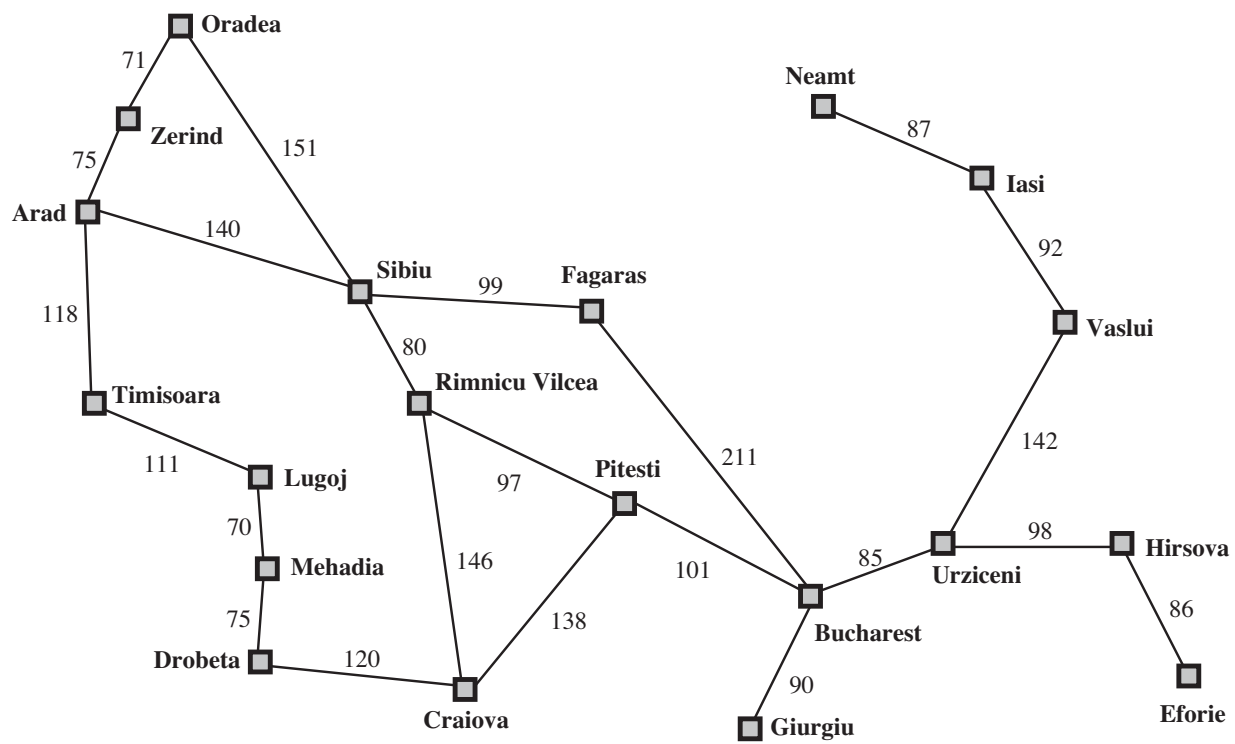 Oradea
71
Neamt
87
Zerind
151
75
Iasi
Arad
140
92
Sibiu
99
Fagaras
118
Vaslui
80
Timisoara
Rimnicu Vilcea
142
111
Lugoj
97
Pitesti
211
70
98
Hirsova
Mehadia
146
101
85
Urziceni
86
75
138
Bucharest
Drobeta
120
90
Craiova
Giurgiu
Eforie